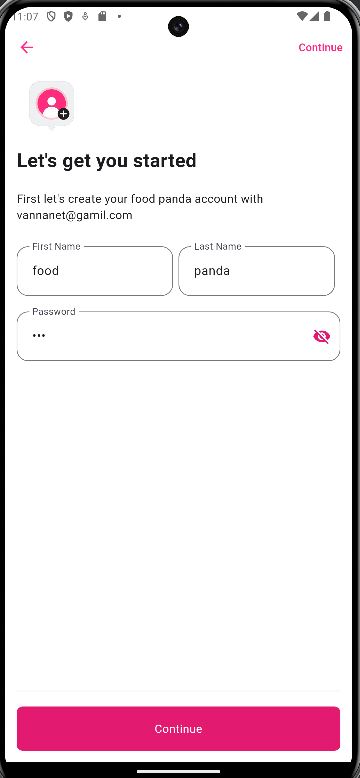 11:07
Continue
Let's get you started
First let's create your food panda account with
vannanet@gamil.com
First Name
Last Name
food
panda
Password
•••
Continue